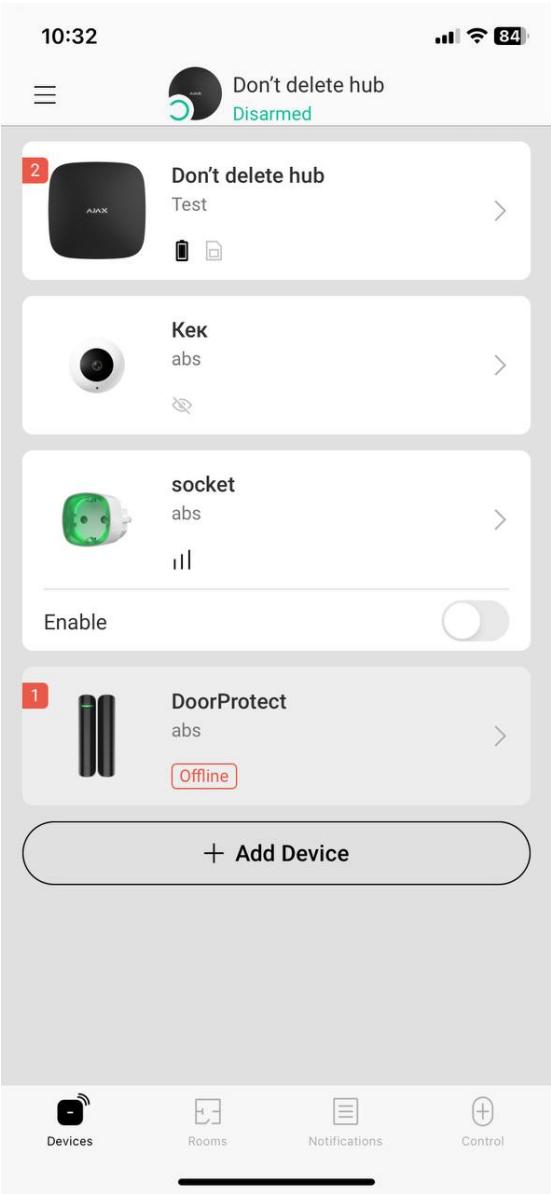 10:32
84
Don't delete hub
Disarmed
2
AJAX
Don't delete hub
Test
Кек
abs
socket
abs
Enable
1
DoorProtect
abs
Offline
+ Add Device
Devices
Rooms
Notifications
Control